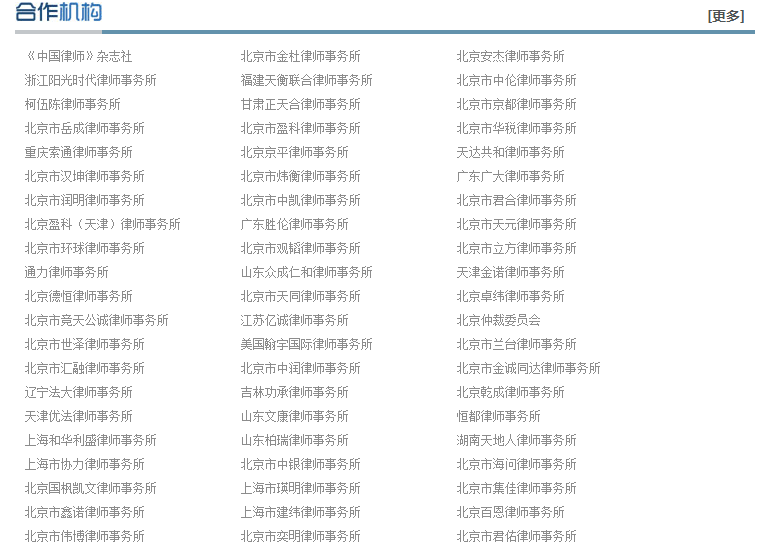 合作机构
[更多]
《中国律师》杂志社 北京市金杜律师事务所 北京安杰律师事务所
浙江阳光时代律师事务所 福建天衡联合律师事务所 北京市中伦律师事务所
柯伍陈律师事务所 甘肃正天合律师事务所 北京市京都律师事务所
北京市岳成律师事务所 北京市盈科律师事务所 北京市华税律师事务所
重庆索通律师事务所 北京京平律师事务所 天达共和律师事务所
北京市汉坤律师事务所 北京市炜衡律师事务所 广东广大律师事务所
北京市润明律师事务所 北京市中凯律师事务所 北京市君合律师事务所
北京盈科（天津）律师事务所 广东胜伦律师事务所 北京市天元律师事务所
北京市环球律师事务所 北京市观韬律师事务所 北京市立方律师事务所
通力律师事务所 山东众成仁和律师事务所 天津金诺律师事务所
北京德恒律师事务所 北京市天同律师事务所 北京卓纬律师事务所
北京市竟天公诚律师事务所 江苏亿诚律师事务所 北京仲裁委员会
北京市世泽律师事务所 美国翰宇国际律师事务所 北京市兰台律师事务所
北京市汇融律师事务所 北京市中润律师事务所 北京市金诚同达律师事务所
辽宁法大律师事务所 吉林功承律师事务所 北京乾成律师事务所
天津优法律师事务所 山东文康律师事务所 恒都律师事务所
上海和华利盛律师事务所 山东柏瑞律师事务所 湖南天地人律师事务所
上海市协力律师事务所 北京市中银律师事务所 北京市海问律师事务所
北京国枫凯文律师事务所 上海市瑛明律师事务所 北京市集佳律师事务所
北京市鑫诺律师事务所 上海市建纬律师事务所 北京百恩律师事务所
北京市伟博律师事务所 北京市奕明律师事务所 北京市君佑律师事务所